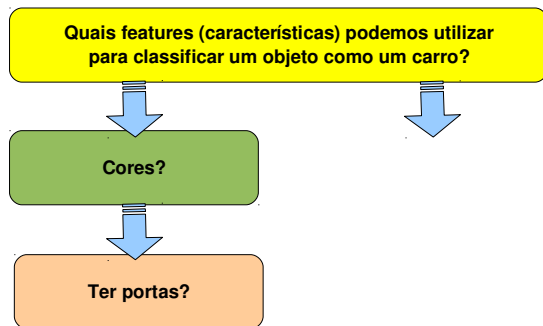 Quais features (características) podemos utilizar
para classificar um objeto como um carro?
Cores?
Ter portas?